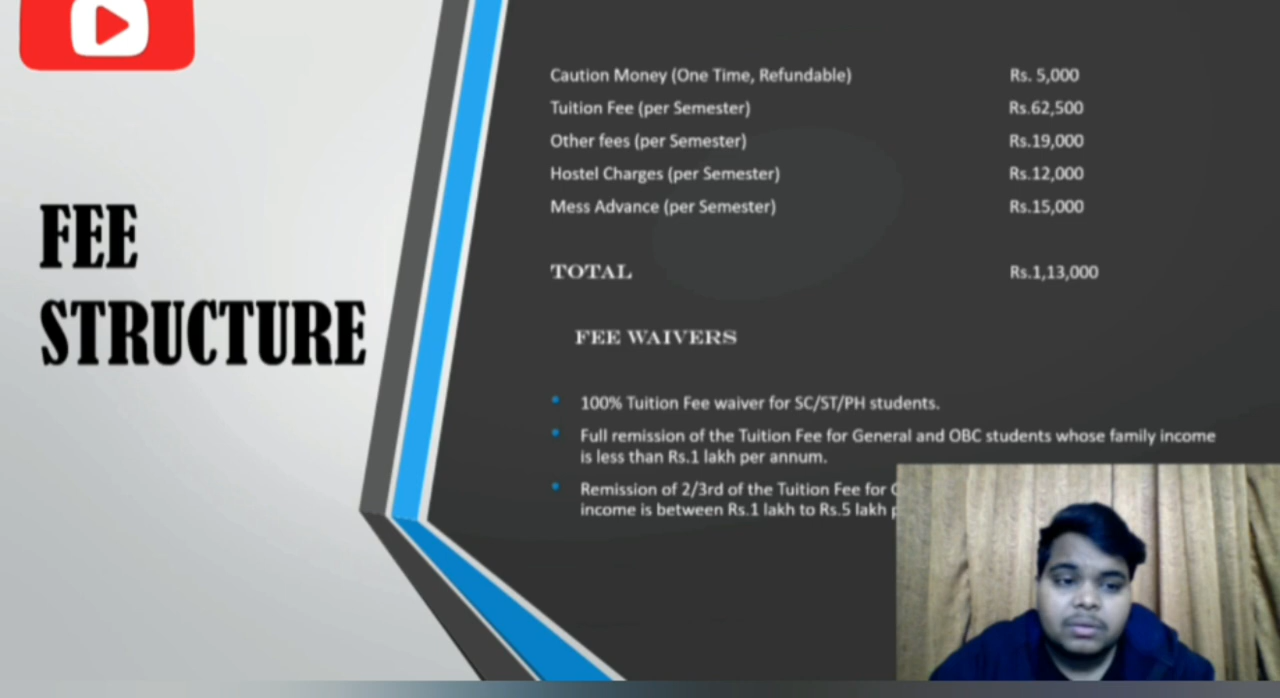 FEE
STRUCTURE
Caution Money (One Time, Refundable) Rs. 5,000
Tuition Fee (per Semester) Rs.62,500
Other fees (per Semester) Rs.19,000
Hostel Charges (per Semester) Rs.12,000
Mess Advance (per Semester) Rs.15,000
TOTAL Rs.1,13,000
FEE WAIVERS
100% Tuition Fee waiver for SC/ST/PH students.
Full remission of the Tuition Fee for General and OBC students whose family income
is less than Rs.1 lakh per annum.
Remission of 2/3rd of the Tuition Fee for
income is between Rs.1 lakh to Rs.5 lakh